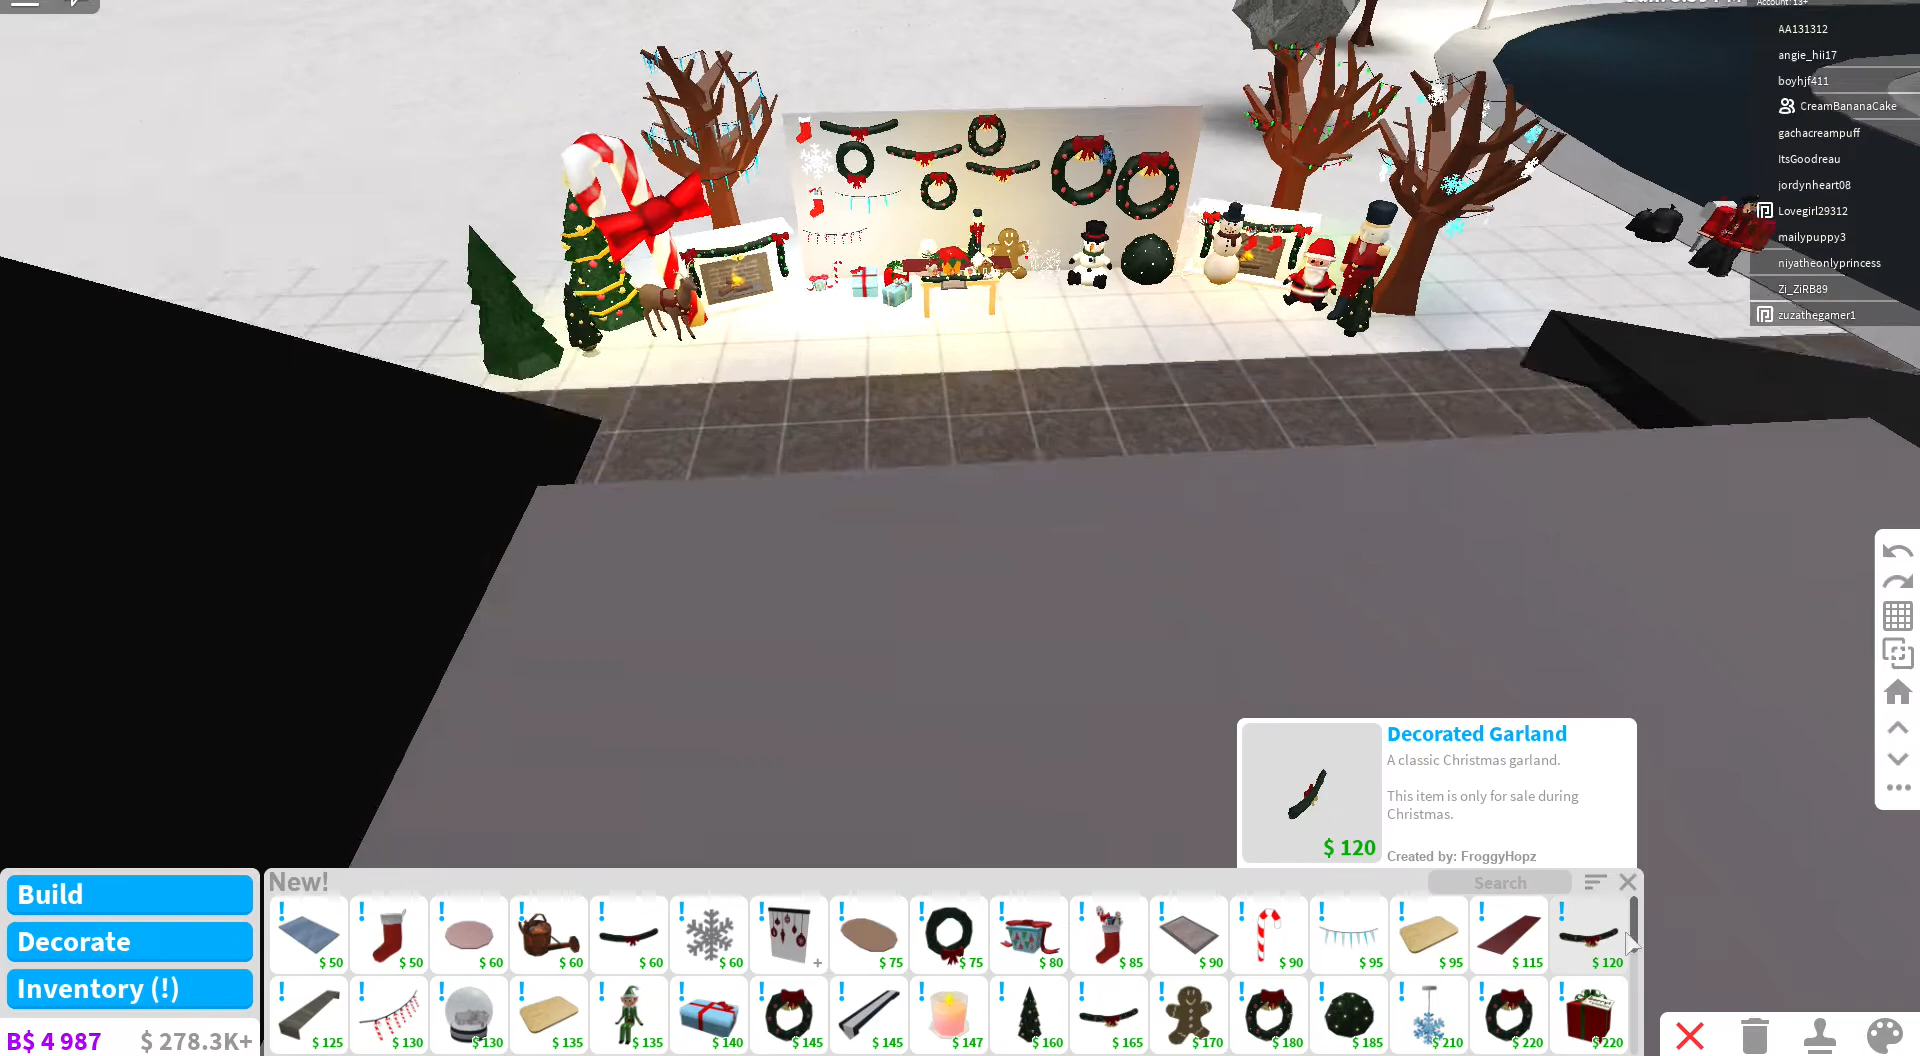 Account: 13+
AA131312
angie_hii17
boyhjf411
CreamBananaCake
gachacreampuff
ItsGoodreau
jordynheart08
Lovegirl29312
mailypuppy3
niyatheonlyprincess
Zi_ZiRB89
zuzathegamer1
Decorated Garland
A classic Christmas garland.
This item is only for sale during
Christmas.
$ 120
Created by: FroggyHopz
Build
Decorate
Inventory (!)
B$ 4 987 $ 278.3K+
New! Search
! ! ! ! ! ! ! ! ! ! ! ! ! ! ! ! !
$ 50 $ 50 $ 60 $ 60 $ 60 $ 60 + $ 75 $ 75 $ 80 $ 85 $ 90 $ 90 $ 95 $ 95 $ 115 $ 120
! ! ! ! ! ! ! ! ! ! ! ! ! ! ! ! !
$ 125 $ 130 $ 130 $ 135 $ 135 $ 140 $ 145 $ 145 $ 147 $ 160 $ 165 $ 170 $ 180 $ 185 $ 210 $ 220 $ 220